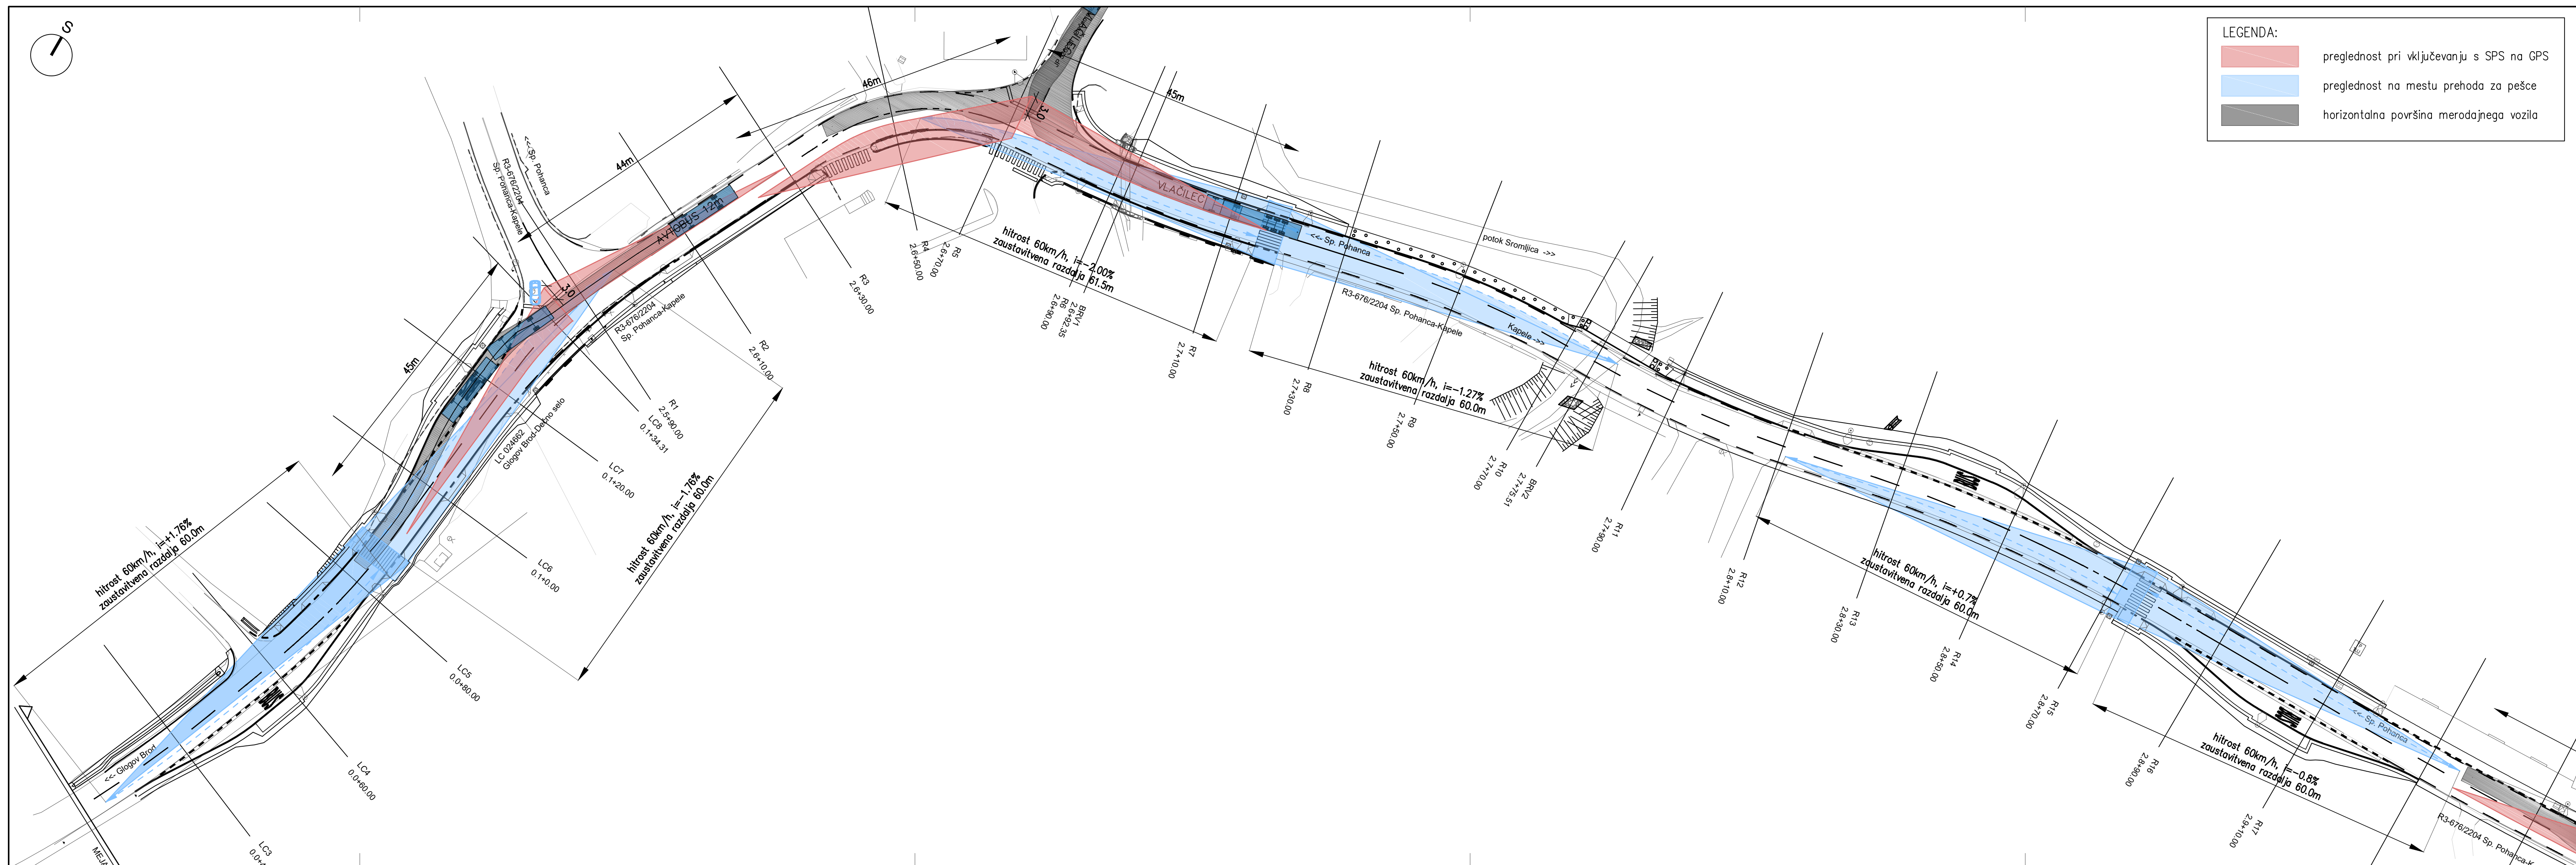 S
LEGENDA:
preglednost pri vključevanju s SPS na GPS
preglednost na mestu prehoda za pešce
horizontalna površina merodajnega vozila
VLAČILEC
46m
45m
44m
45m
<<- Sp. Pohanca
R3-676/2204
Sp. Pohanca-Kapele
AVTOBUS 12m
3.0
3.0
R3-676/2204
Sp. Pohanca-Kapele
VLAČILEC
<<- Sp. Pohanca
potok Sromljica ->>
R3-676/2204 Sp. Pohanca-Kapele
Kapele ->>
hitrost 60km/h, i=-2.00%
zaustavitvena razdalja 61.5m
hitrost 60km/h, i=-1.27%
zaustavitvena razdalja 60.0m
hitrost 60km/h, i=+0.7%
zaustavitvena razdalja 60.0m
hitrost 60km/h, i=-0.8%
zaustavitvena razdalja 60.0m
hitrost 60km/h, i=+1.76%
zaustavitvena razdalja 60.0m
hitrost 60km/h, i=-1.76%
zaustavitvena razdalja 60.0m
LC 024662
Glogov Brod-Dečno selo
<<- Glogov Brod
LC3
LC4
0.0+60.00
LC5
0.0+80.00
LC6
0.1+0.00
LC7
0.1+20.00
LC8
0.1+34.31
R1
2.5+90.00
R2
2.6+10.00
R3
2.6+30.00
R4
2.6+50.00
R5
2.6+70.00
R6
2.6+90.00
BRV1
2.6+92.35
R7
2.7+10.00
R8
2.7+30.00
R9
2.7+50.00
R10
2.7+70.00
BRV2
2.7+75.51
R11
2.7+90.00
R12
2.8+10.00
R13
2.8+30.00
R14
2.8+50.00
R15
2.8+70.00
R16
2.8+90.00
R17
2.9+10.0
<<- Sp. Pohanca
R3-676/2204 Sp. Pohanca-K
MEJA